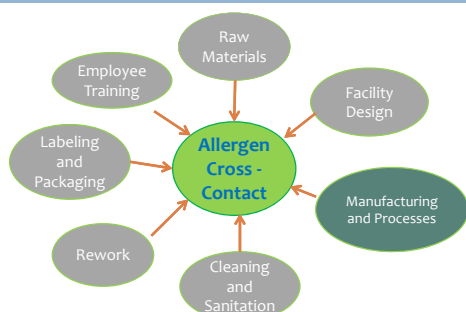 Raw
Materials
Employee
Training
Facility
Design
Allergen
Cross -
Contact
Labeling
and
Packaging
Manufacturing
and Processes
Rework
Cleaning
and
Sanitation